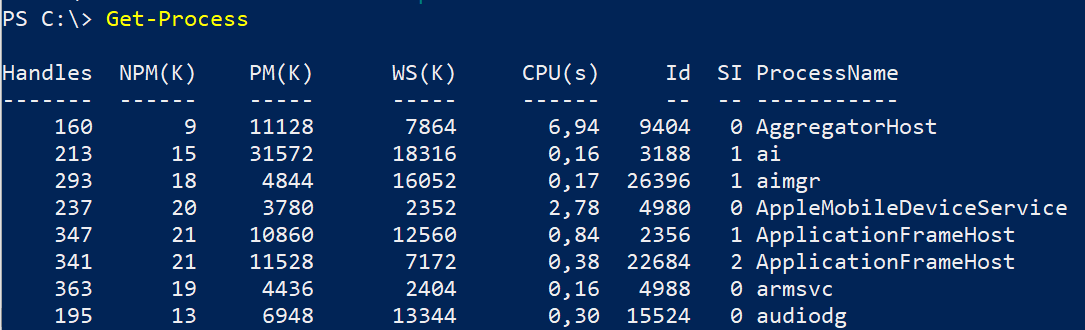 PS C:\> Get-Process
Handles NPM(K) PM(K) WS(K) CPU(s) Id SI ProcessName
------- ------ ----- ----- ------ -- -- -----------
160 9 11128 7864 6,94 9404 0 AggregatorHost
213 15 31572 18316 0,16 3188 1 ai
293 18 4844 16052 0,17 26396 1 aimgr
237 20 3780 2352 2,78 4980 0 AppleMobileDeviceService
347 21 10860 12560 0,84 2356 1 ApplicationFrameHost
341 21 11528 7172 0,38 22684 2 ApplicationFrameHost
363 19 4436 2404 0,16 4988 0 armsvc
195 13 6948 13344 0,30 15524 0 audiodg